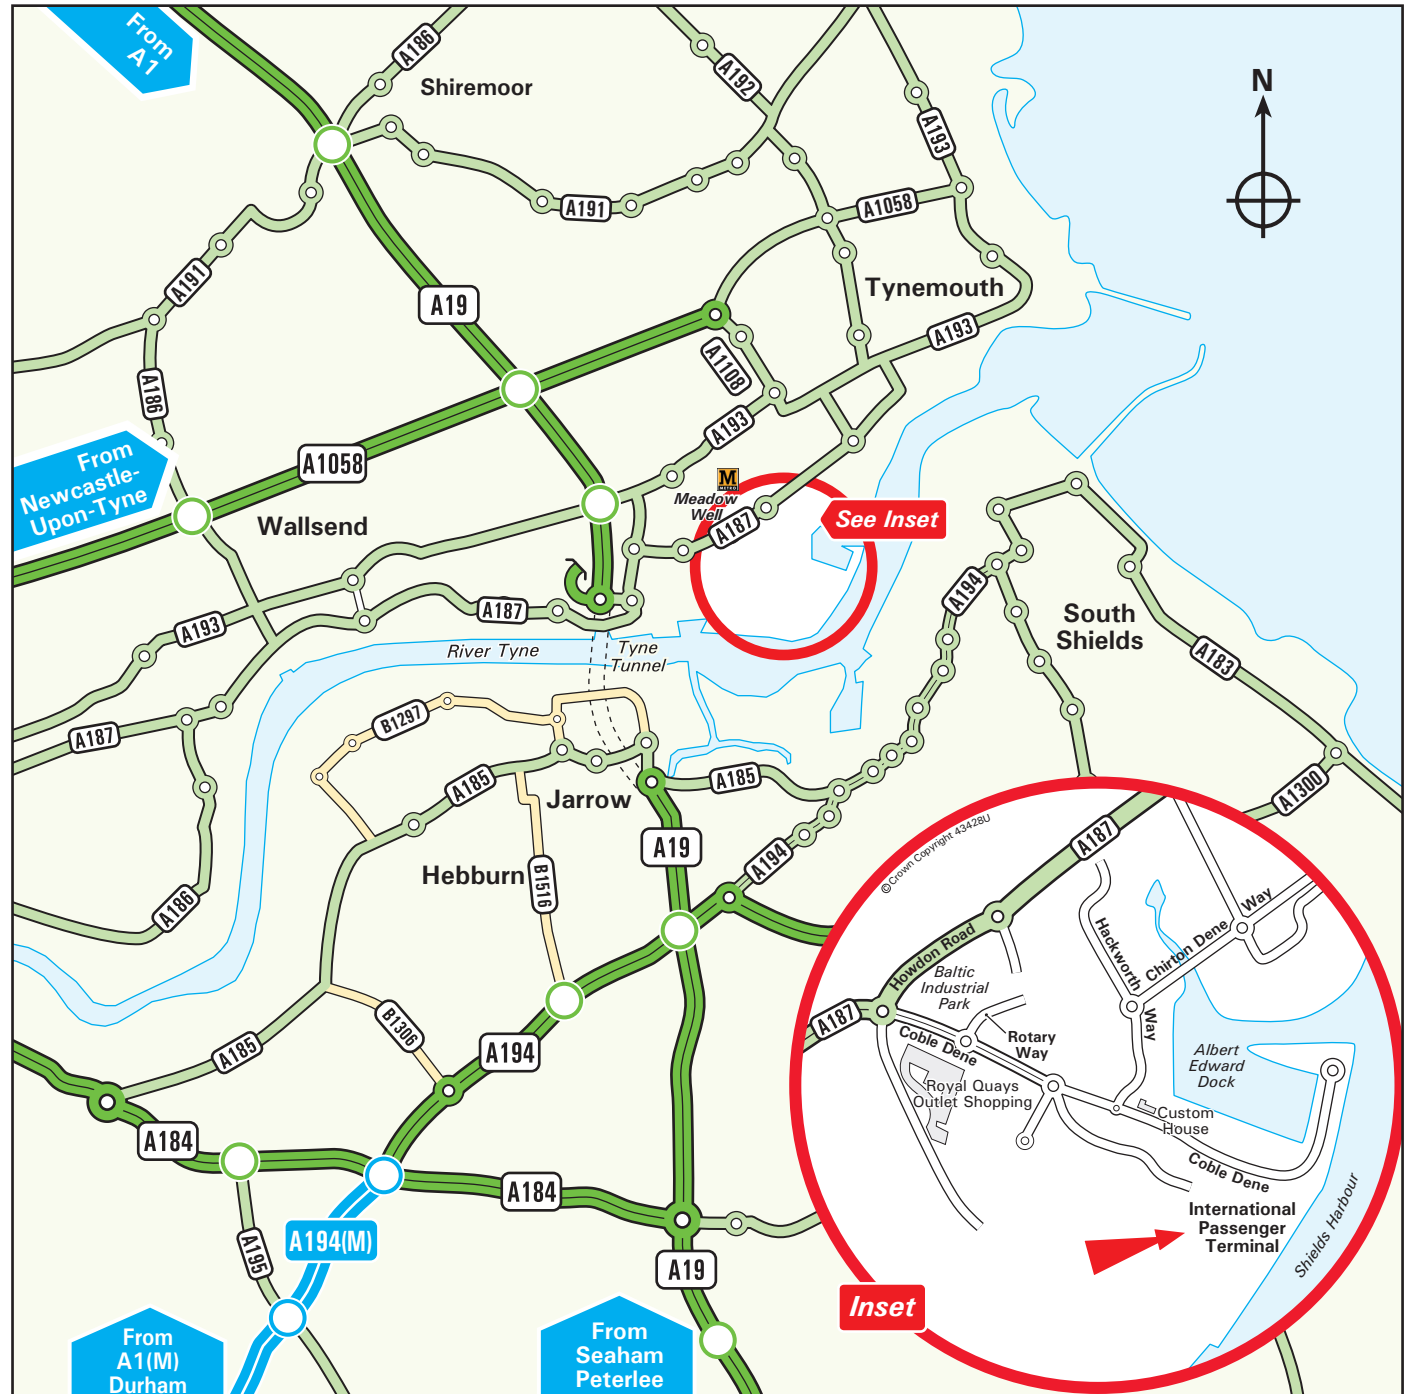 From
A1
A186
Shiremoor
A192
A193
N
A191
A1058
A191
A19
Tynemouth
A193
A1108
A186
A193
From
Newcastle-
Upon-Tyne
A1058
M
METRO
Meadow
Well
A187
See Inset
Wallsend
A194
A187
A193
South
Shields
River Tyne
Tyne
Tunnel
A183
B1297
A187
A185
A185
Jarrow
A1300
A19
A194
Hebburn
B1516
A186
B1306
A185
A194
A184
A184
A194(M)
A195
A19
From
A1(M)
Durham
From
Seaham
Peterlee
©Crown Copyright 43428U
A187
Howdon Road
Hackworth
Way
Chirton Dene
Way
Baltic
Industrial
Park
A187
Coble Dene
Rotary
Way
Albert
Edward
Dock
Royal Quays
Outlet Shopping
Custom
House
Coble Dene
International
Passenger
Terminal
Shields Harbour
Inset